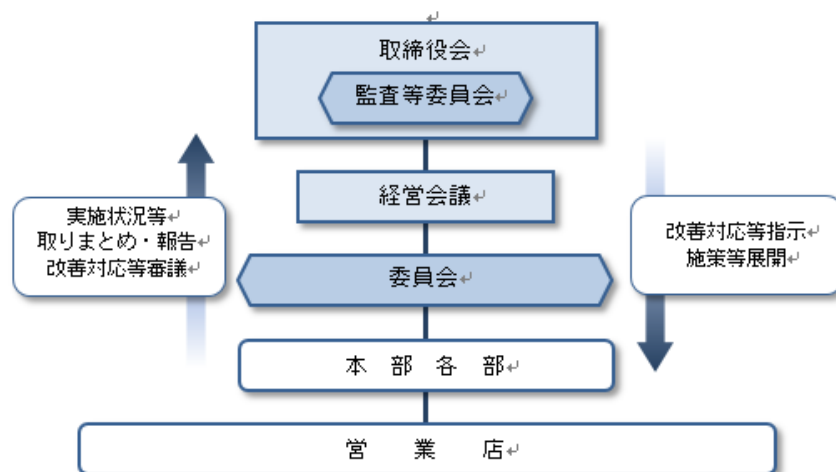 取締役会
監査等委員会
経営会議
実施状況等
取りまとめ・報告
改善対応等審議
改善対応等指示
施策等展開
委員会
本　部　各　部
営　業　店